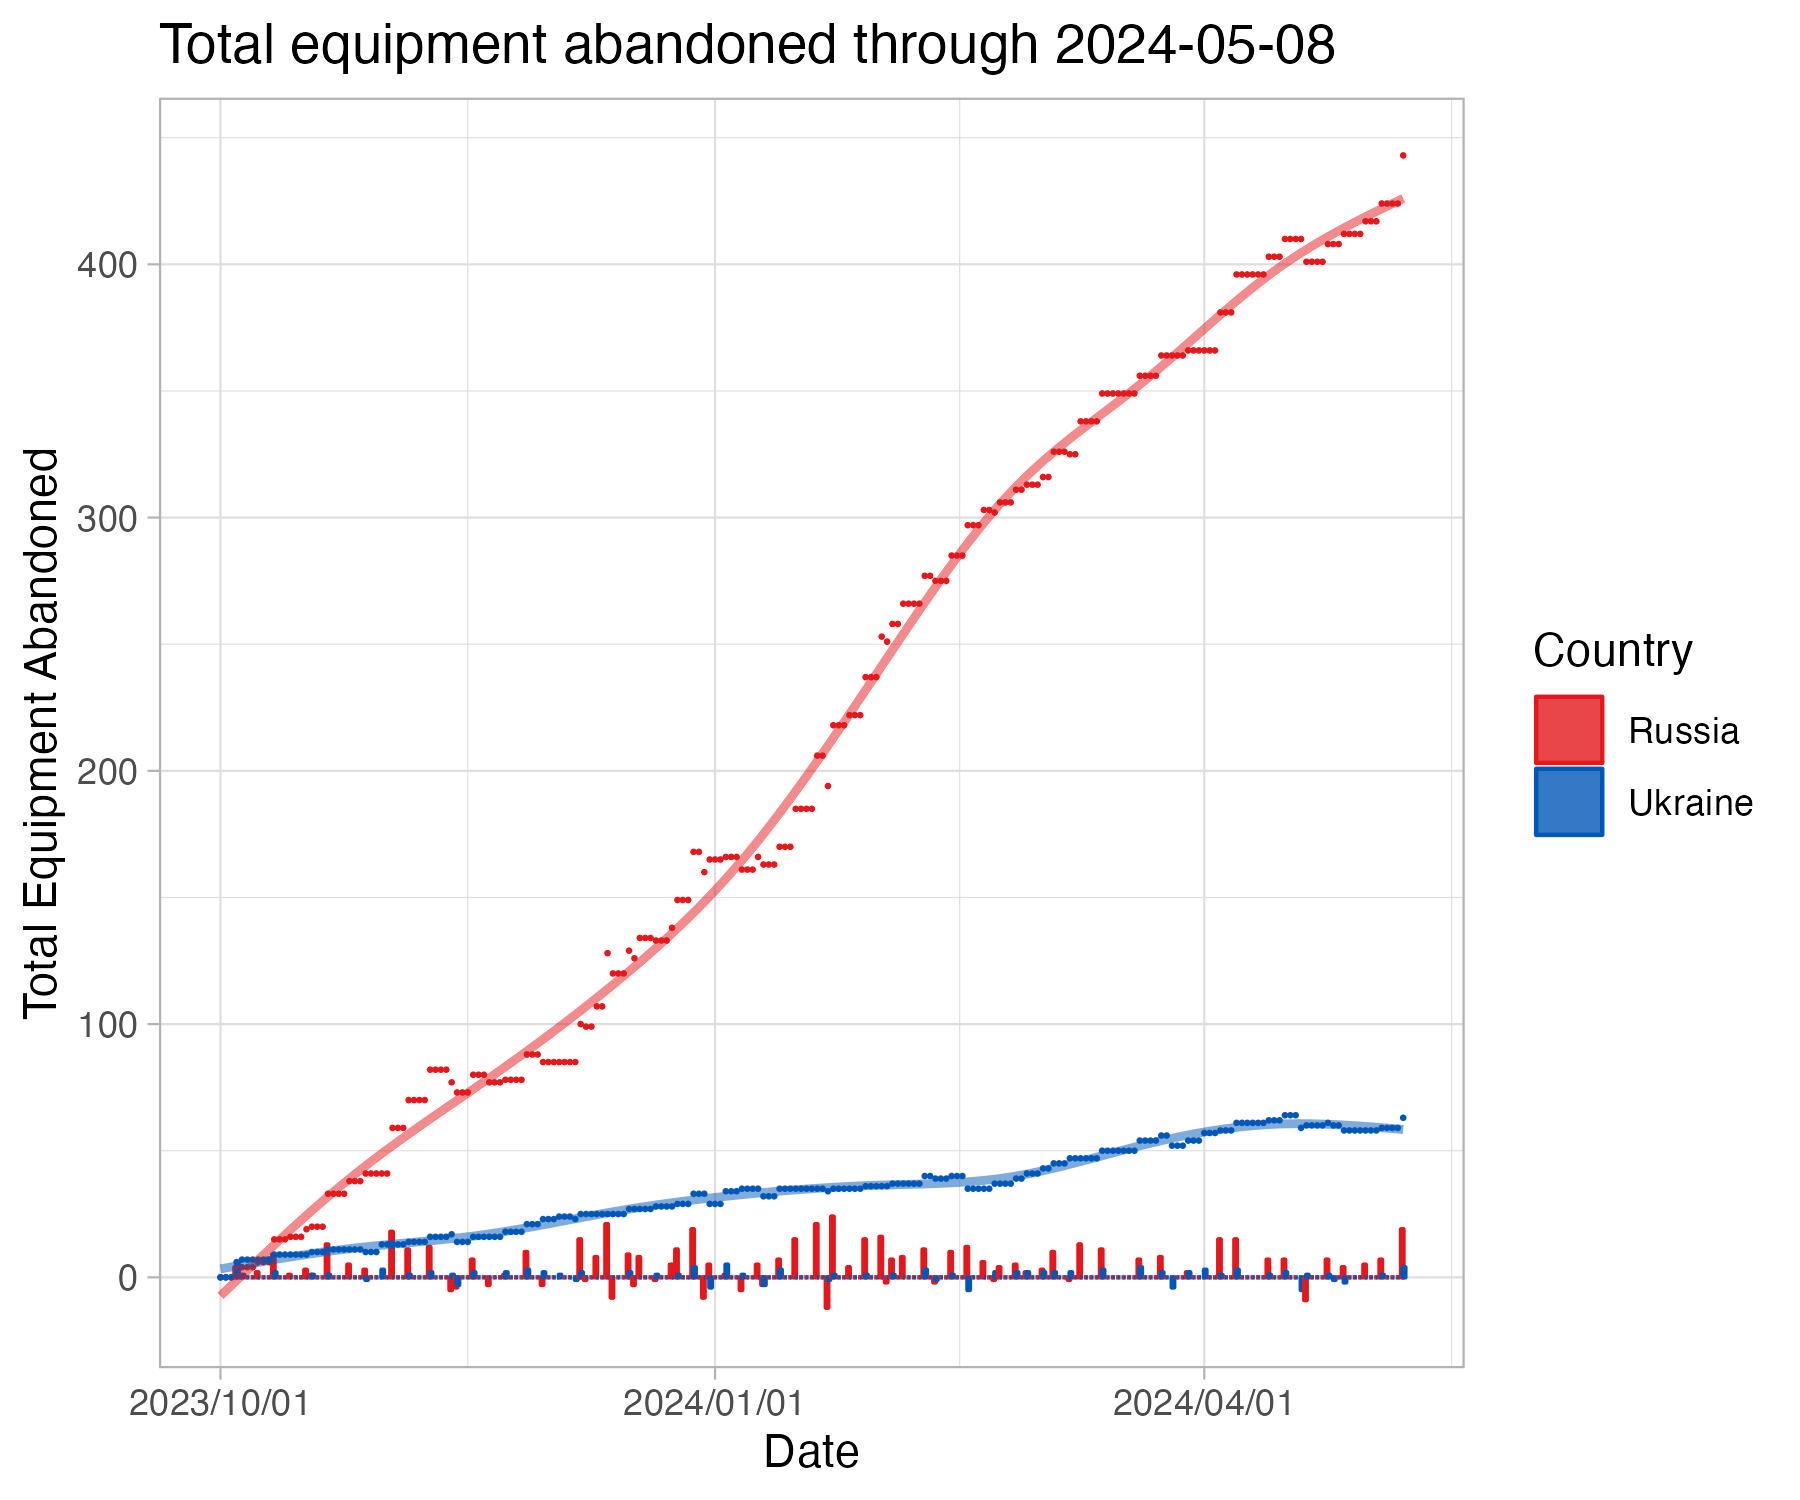 Total equipment abandoned through 2024-05-08
Total Equipment Abandoned
400
300
200
100
0
2023/10/01
2024/01/01
2024/04/01
Date
Country
Russia
Ukraine